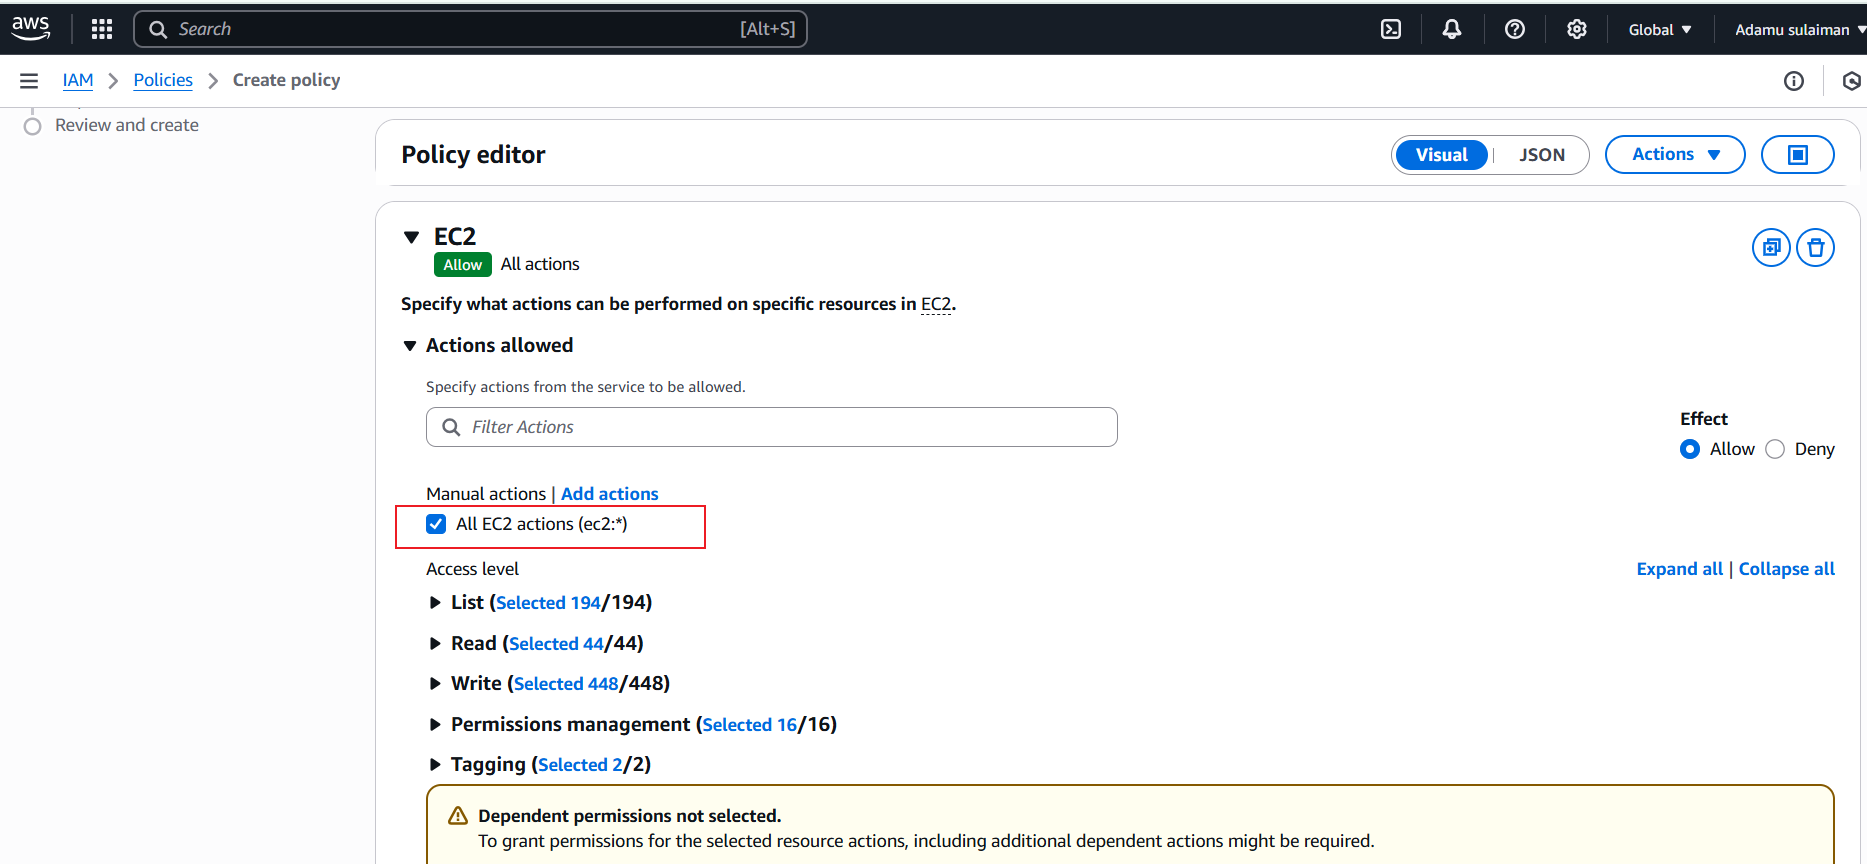 aws
Search [Alt+S]
Global Adamu sulaiman
IAM Policies Create policy
Review and create
Policy editor
Visual JSON Actions
EC2
Allow All actions
Specify what actions can be performed on specific resources in EC2.
Actions allowed
Specify actions from the service to be allowed.
Filter Actions
Effect
Allow Deny
Manual actions | Add actions
All EC2 actions (ec2:*)
Access level
Expand all | Collapse all
List (Selected 194/194)
Read (Selected 44/44)
Write (Selected 448/448)
Permissions management (Selected 16/16)
Tagging (Selected 2/2)
Dependent permissions not selected.
To grant permissions for the selected resource actions, including additional dependent actions might be required.